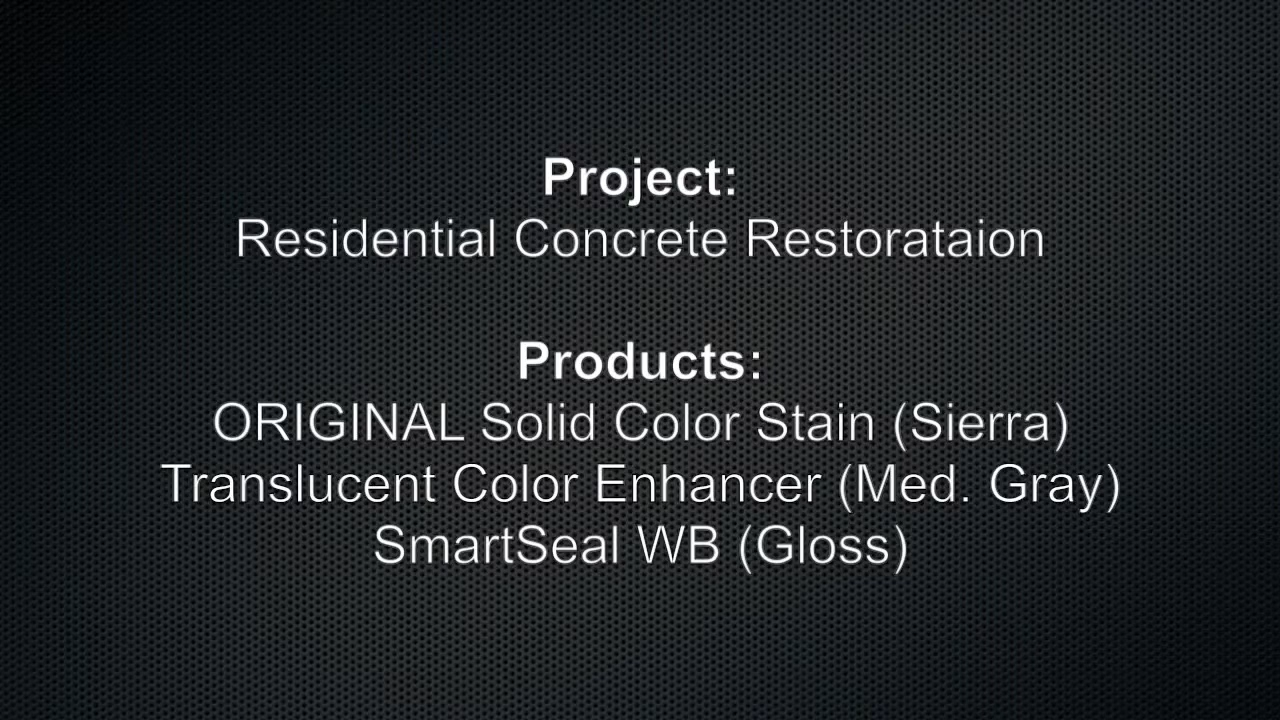 Project:
Residential Concrete Restorataion
Products:
ORIGINAL Solid Color Stain (Sierra)
Translucent Color Enhancer (Med. Gray)
SmartSeal WB (Gloss)